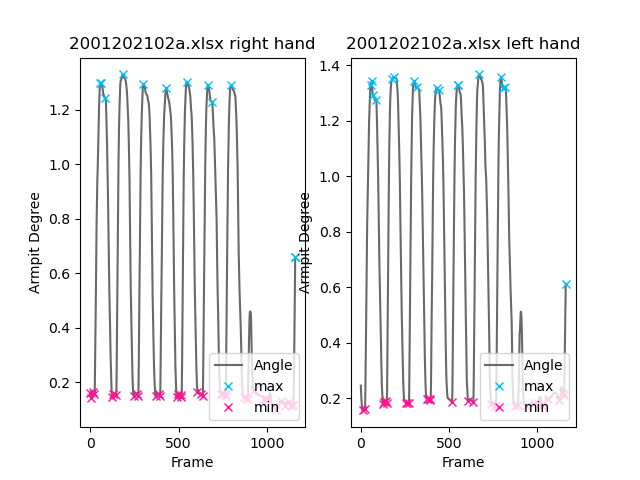 2001202102a.xlsx right hand
1.2
1.0
0.8
0.6
0.4
0.2
Armpit Degree
0
500
1000
Frame
Angle
max
min
2001202102a.xlsx left hand
1.4
1.2
1.0
0.8
0.6
0.4
0.2
Armpit Degree
0
500
1000
Frame
Angle
max
min